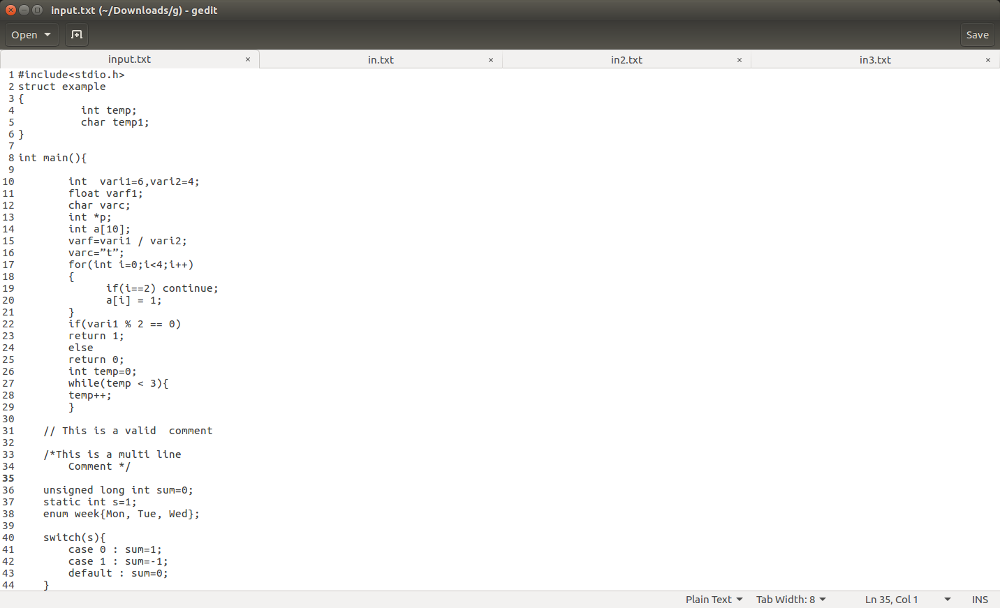 input.txt (~/Downloads/g) - gedit
Open
Save
input.txt × in.txt × in2.txt × in3.txt ×
1 #include<stdio.h>
2 struct example
3 {
4 int temp;
5 char temp1;
6 }
7
8 int main(){
9
10 int  vari1=6,vari2=4;
11 float varf1;
12 char varc;
13 int *p;
14 int a[10];
15 varf=vari1 / vari2;
16 varc=”t”;
17 for(int i=0;i<4;i++)
18 {
19 if(i==2) continue;
20 a[i] = 1;
21 }
22 if(vari1 % 2 == 0)
23 return 1;
24 else
25 return 0;
26 int temp=0;
27 while(temp < 3){
28 temp++;
29 }
30
31 // This is a valid  comment
32
33 /*This is a multi line
34 Comment */
35
36 unsigned long int sum=0;
37 static int s=1;
38 enum week{Mon, Tue, Wed};
39
40 switch(s){
41 case 0 : sum=1;
42 case 1 : sum=-1;
43 default : sum=0;
44 }
Plain Text Tab Width: 8 Ln 35, Col 1 INS